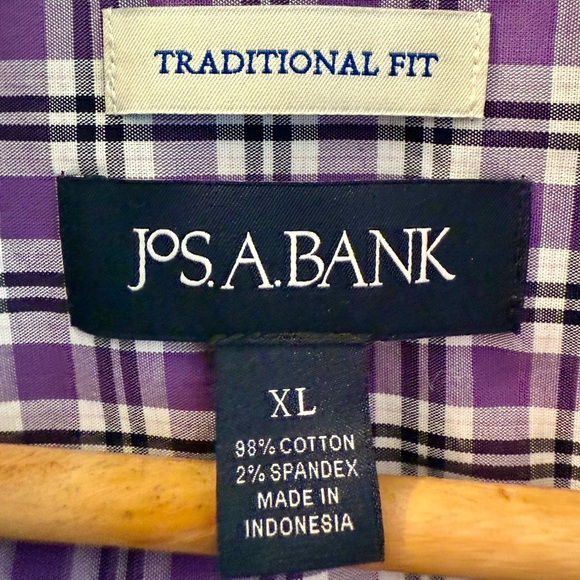 TRADITIONAL FIT
JOS.A.BANK
XL
98% COTTON
2% SPANDEX
MADE IN
INDONESIA